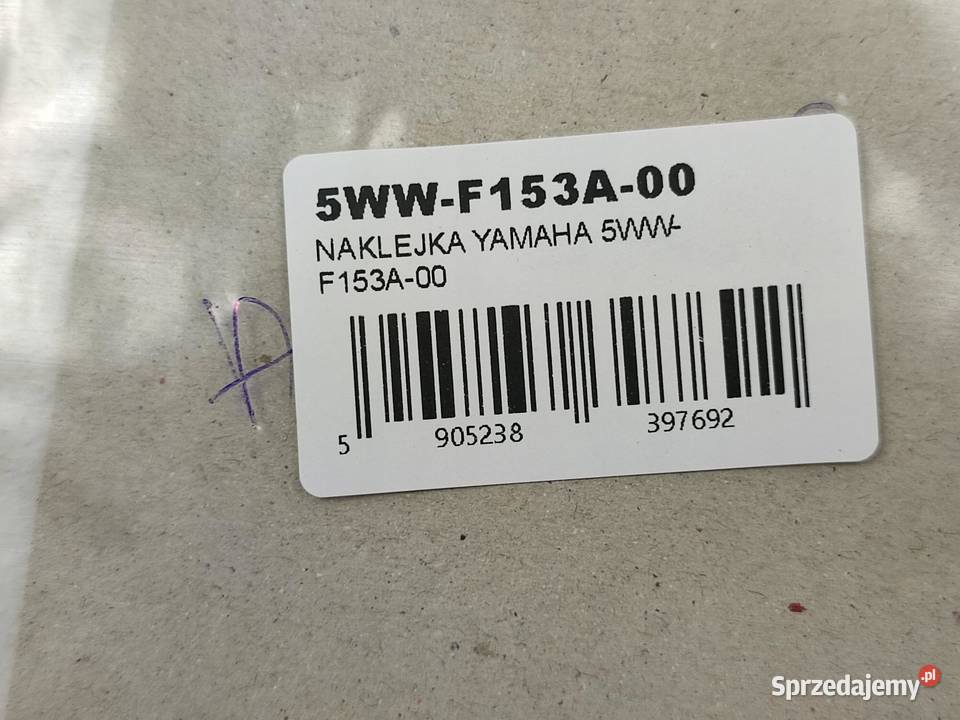 5WW-F153A-00
NAKLEJKA YAMAHA 5WW-
F153A-00
5 905238 397692
Sprzedajemy.pl